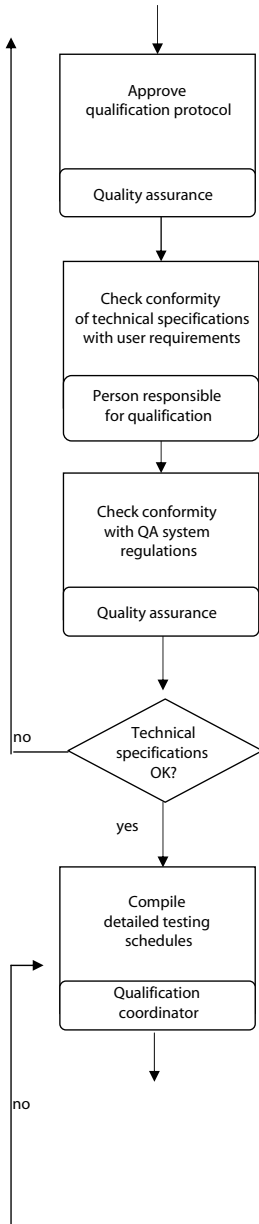 Approve
qualification protocol
Quality assurance
Check conformity
of technical specifications
with user requirements
Person responsible
for qualification
Check conformity
with QA system
regulations
Quality assurance
no
Technical
specifications
OK?
yes
Compile
detailed testing
schedules
Qualification
coordinator
no